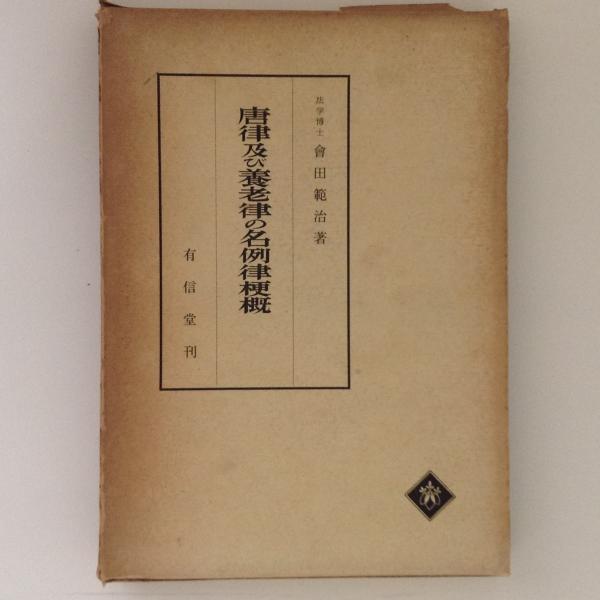 法学博士 會田範治著
唐律及び養老律の名例律梗概
有信堂刊